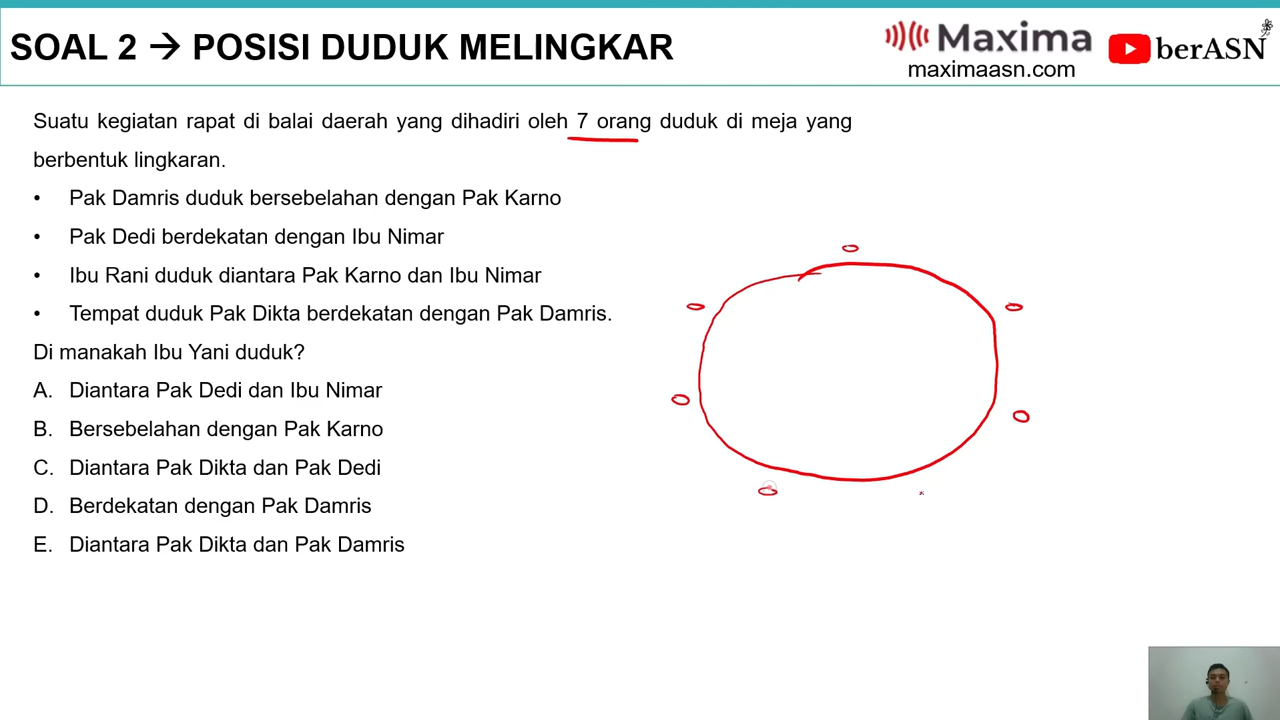 SOAL 2 → POSISI DUDUK MELINGKAR
Maxima
maximaasn.com
berASN
Suatu kegiatan rapat di balai daerah yang dihadiri oleh 7 orang duduk di meja yang
berbentuk lingkaran.
• Pak Damris duduk bersebelahan dengan Pak Karno
• Pak Dedi berdekatan dengan Ibu Nimar
• Ibu Rani duduk diantara Pak Karno dan Ibu Nimar
• Tempat duduk Pak Dikta berdekatan dengan Pak Damris.
Di manakah Ibu Yani duduk?
A. Diantara Pak Dedi dan Ibu Nimar
B. Bersebelahan dengan Pak Karno
C. Diantara Pak Dikta dan Pak Dedi
D. Berdekatan dengan Pak Damris
E. Diantara Pak Dikta dan Pak Damris